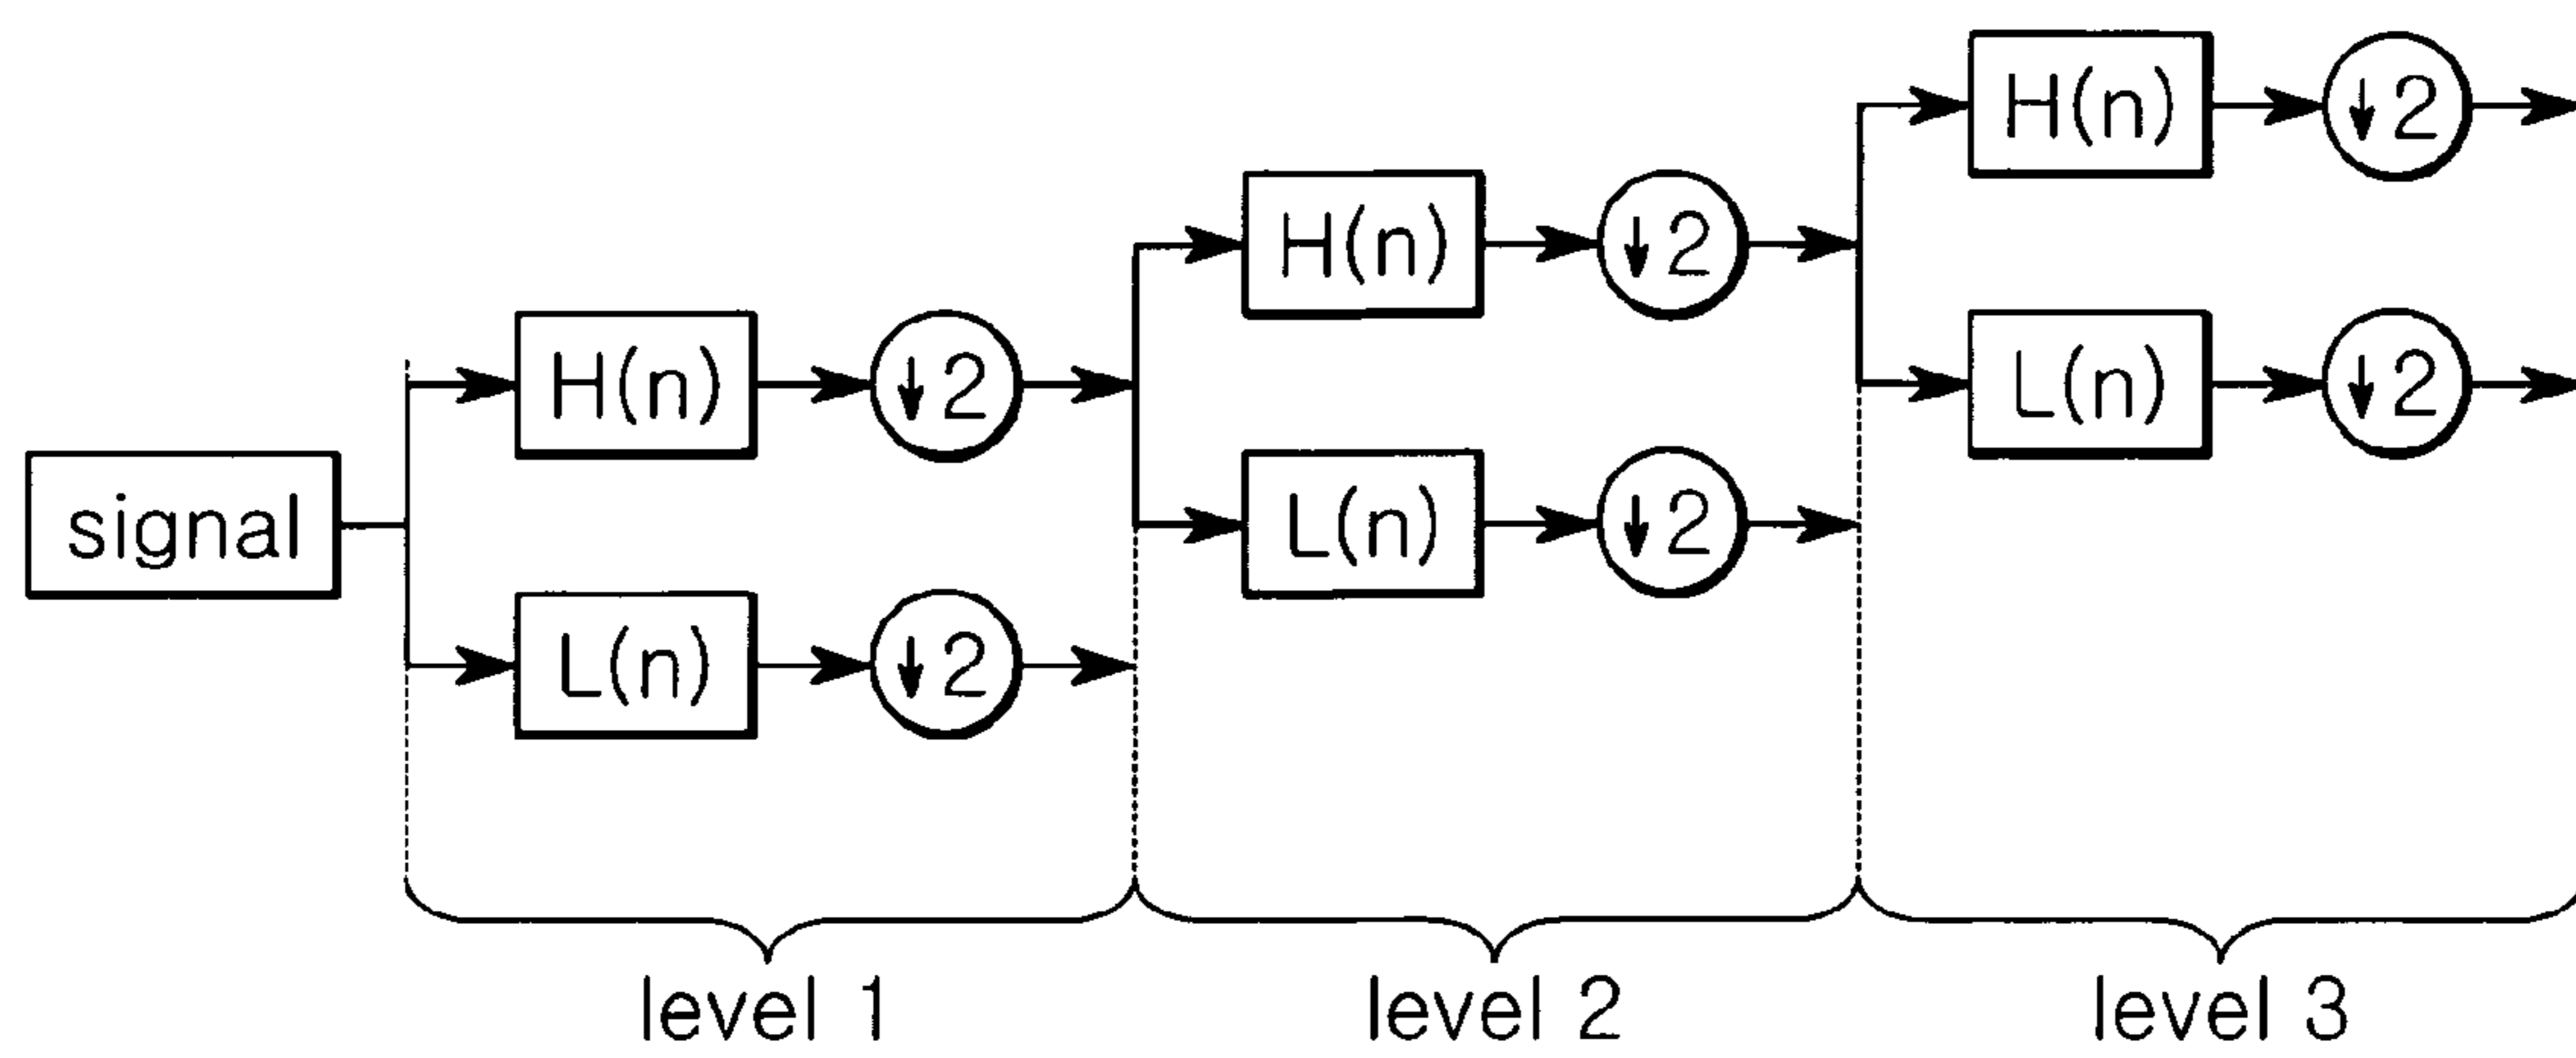 H(n) ↓2
H(n) ↓2
H(n) ↓2
L(n) ↓2
signal
L(n) ↓2
L(n) ↓2
level 1 level 2 level 3